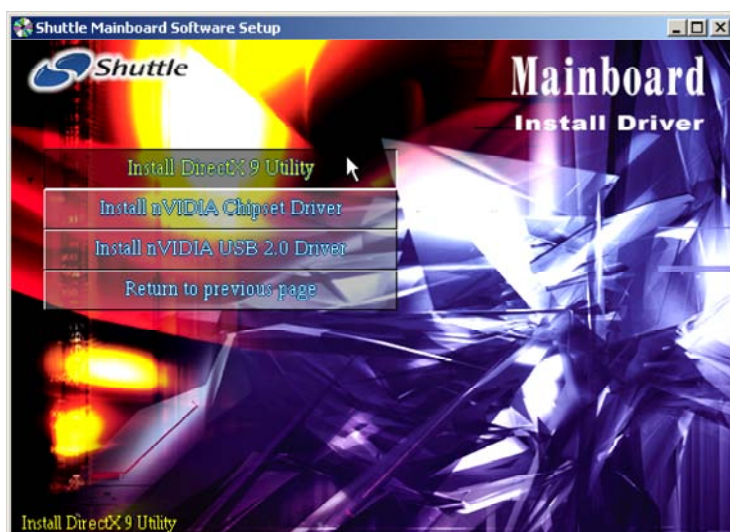 Shuttle Mainboard Software Setup
Shuttle
Mainboard
Install Driver
Install DirectX 9 Utility
Install nVIDIA Chipset Driver
Install nVIDIA USB 2.0 Driver
Return to previous page
Install DirectX 9 Utility